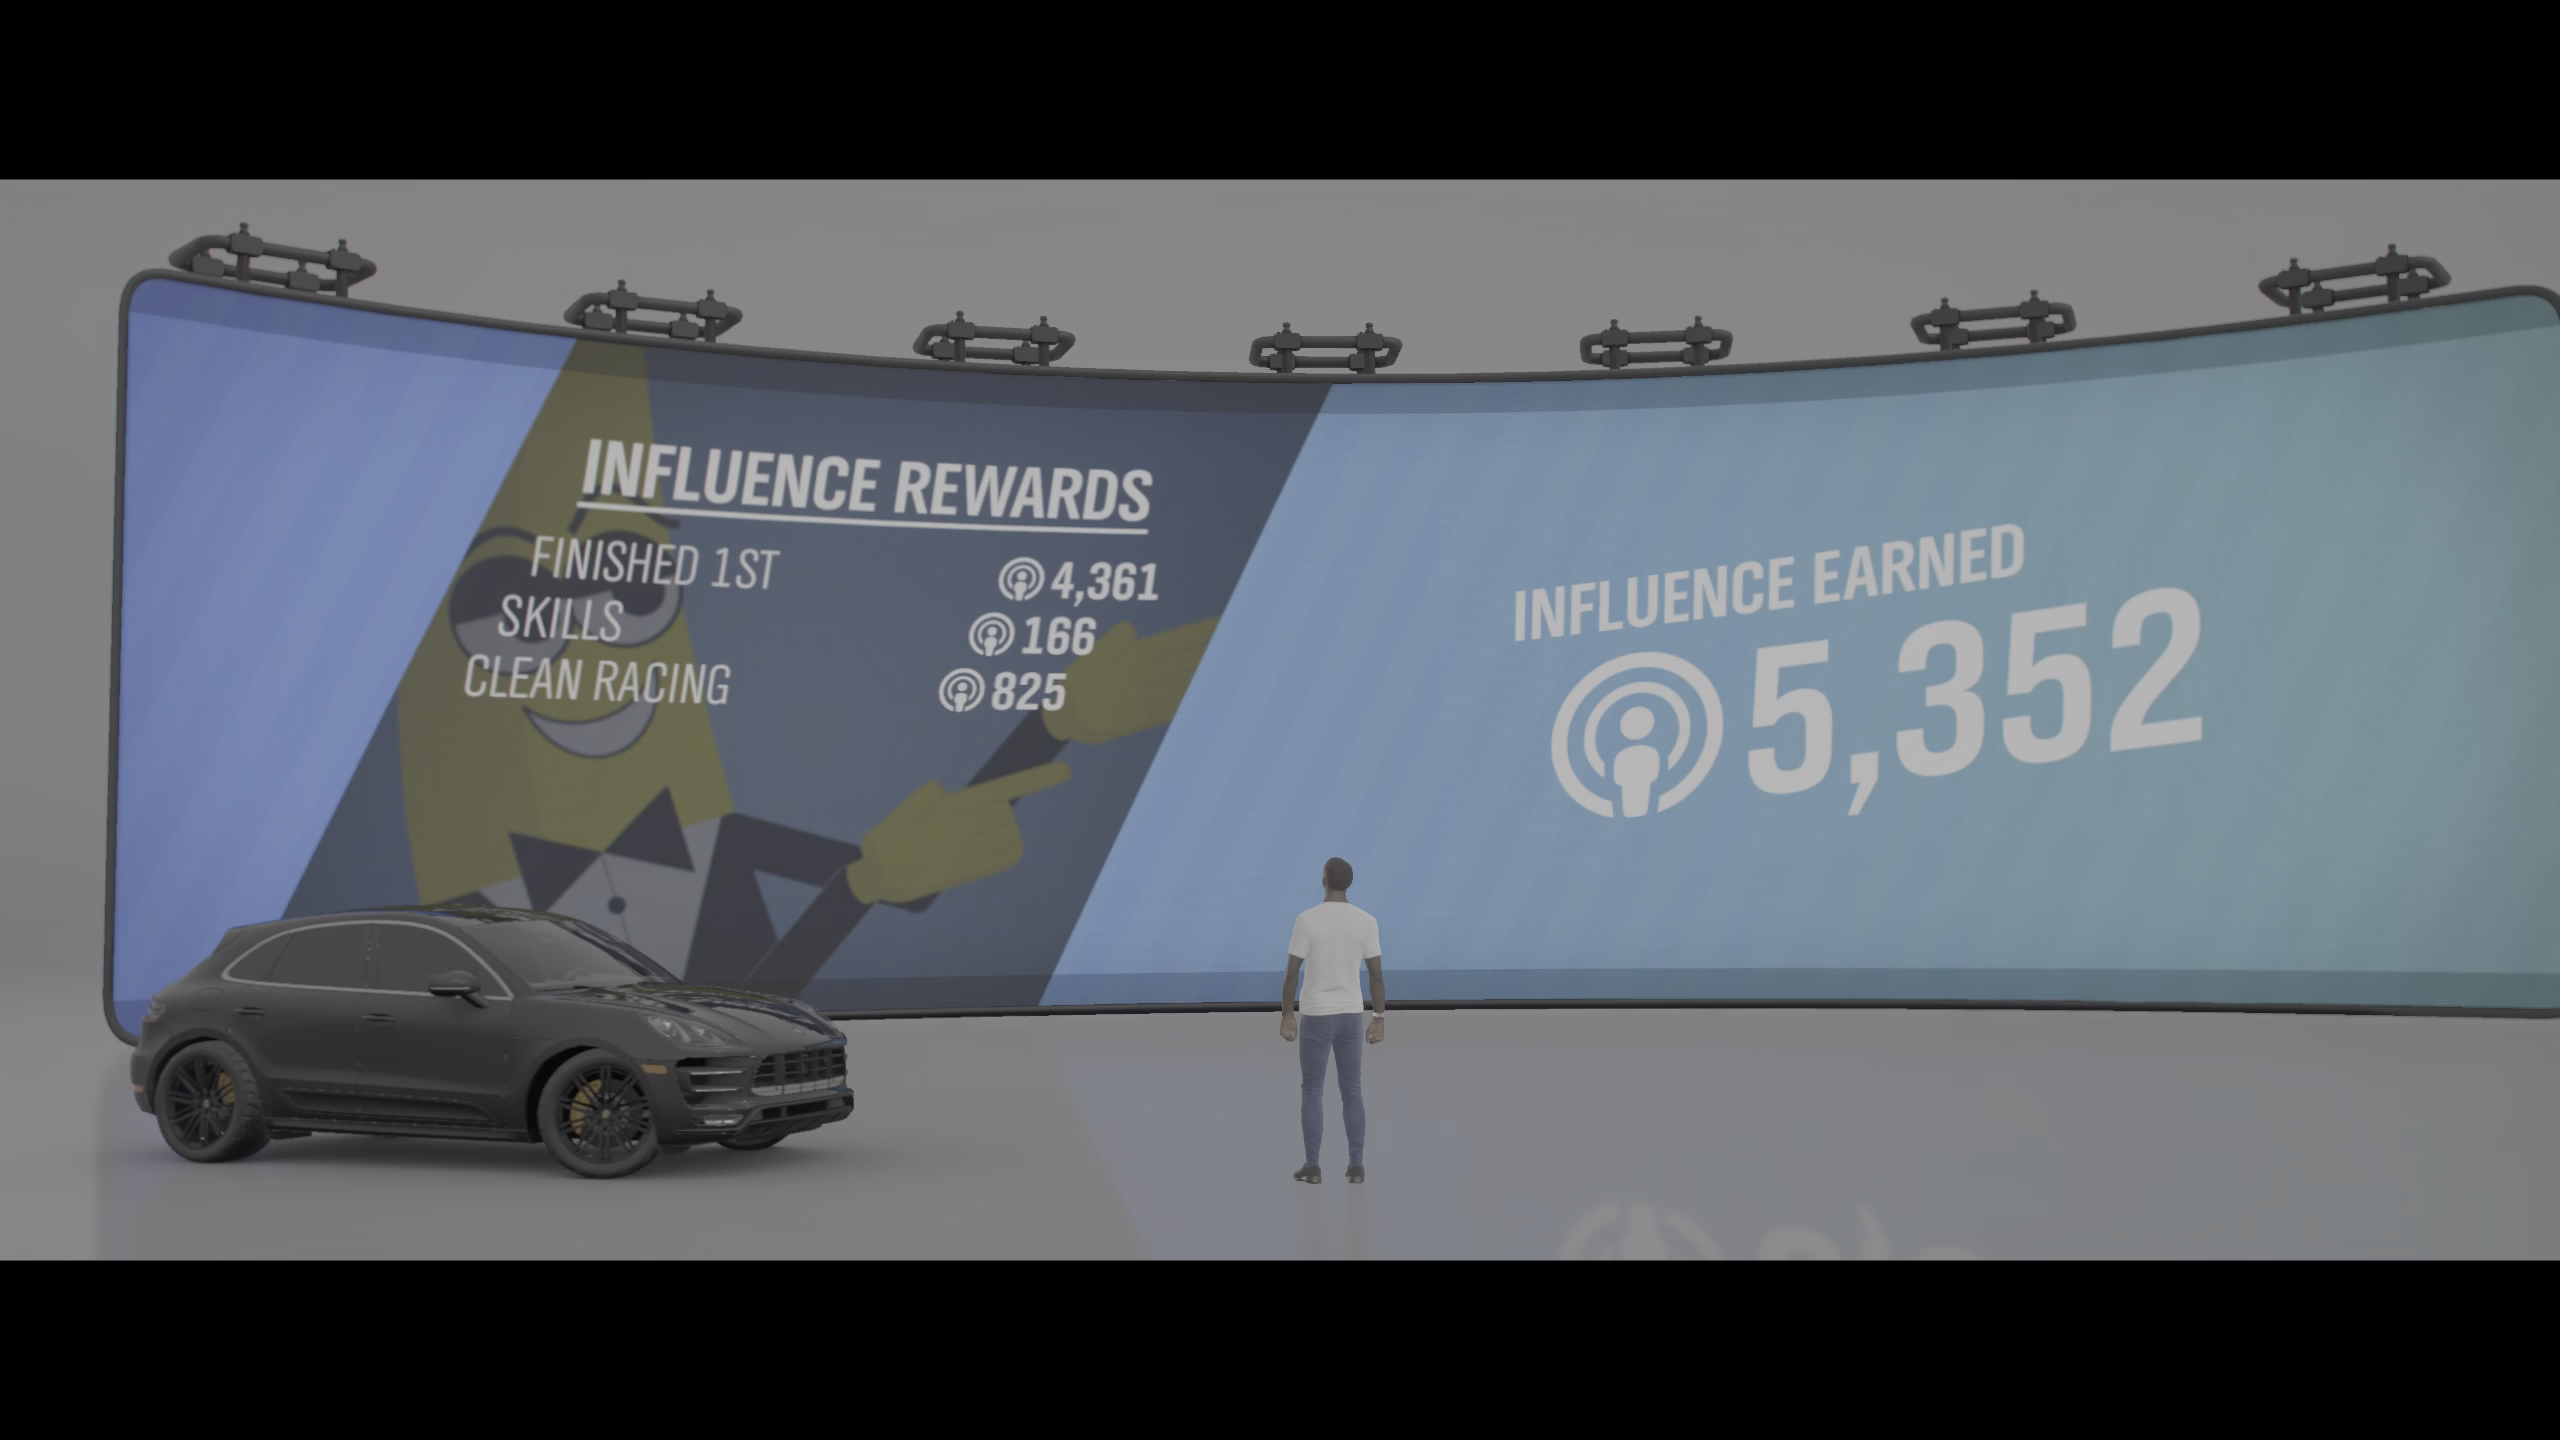 INFLUENCE REWARDS
FINISHED 1ST 4,361
SKILLS 166
CLEAN RACING 825
INFLUENCE EARNED
5,352